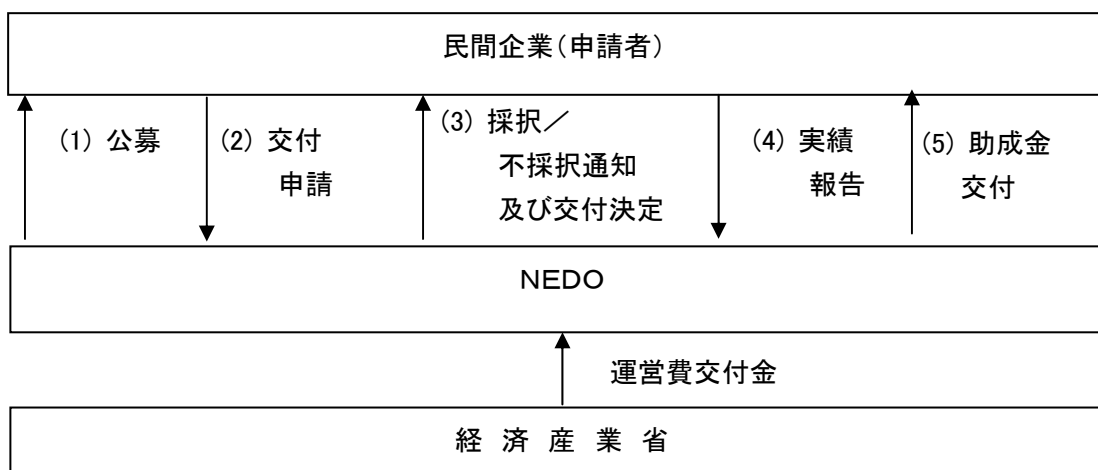 民間企業（申請者）
(1) 公募
(2) 交付
申請
(3) 採択／
不採択通知
及び交付決定
(4) 実績
報告
(5) 助成金
交付
ＮＥＤＯ
運営費交付金
経 済 産 業 省